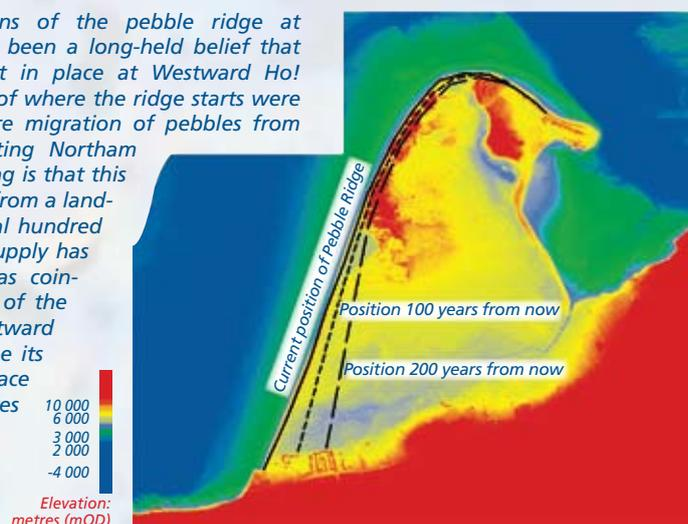 ns of the pebble ridge at
been a long-held belief that
t in place at Westward Ho!
of where the ridge starts were
re migration of pebbles from
ting Northam
g is that this
from a land-
al hundred
upply has
as coin-
of the
tward
e its
ace
es
Current position of Pebble Ridge
Position 100 years from now
Position 200 years from now
10 000
6 000
3 000
2 000
-4 000
Elevation:
metres (mOD)